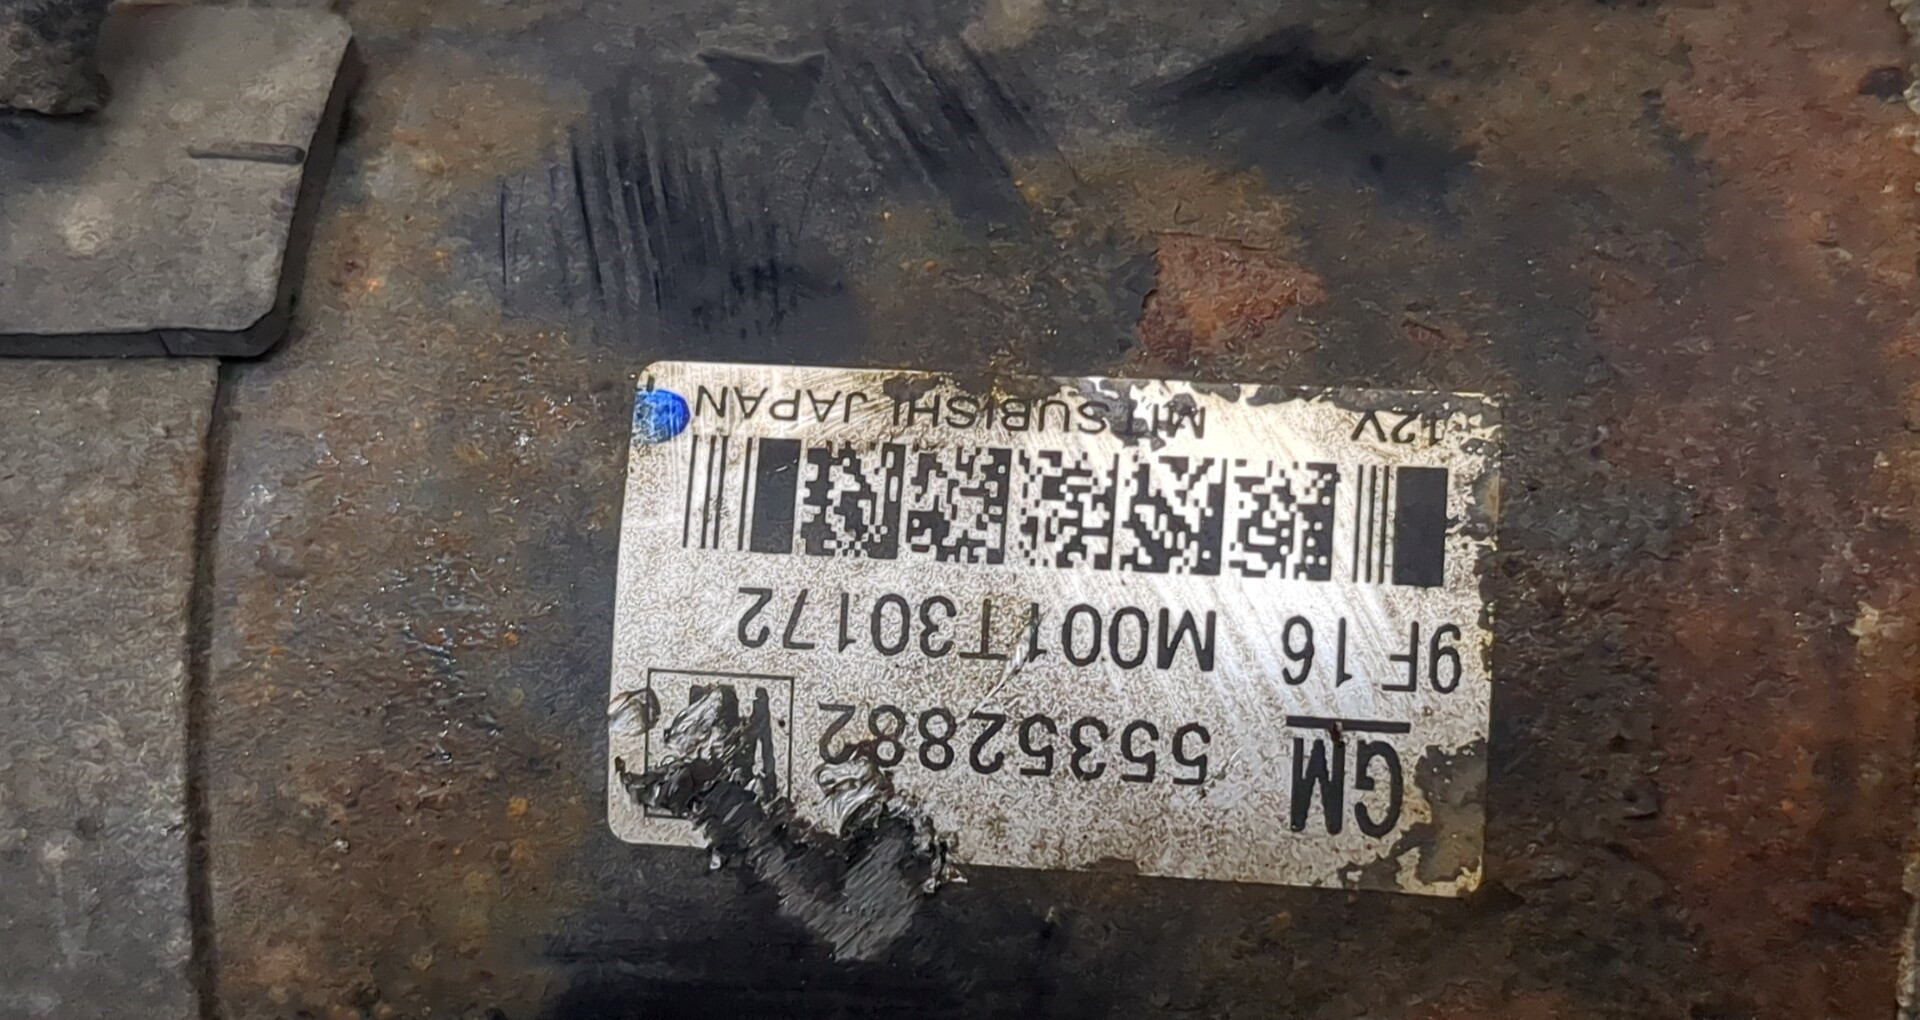 GM 55352882
9F16 M001T30172
12V MITSUBISHI JAPAN